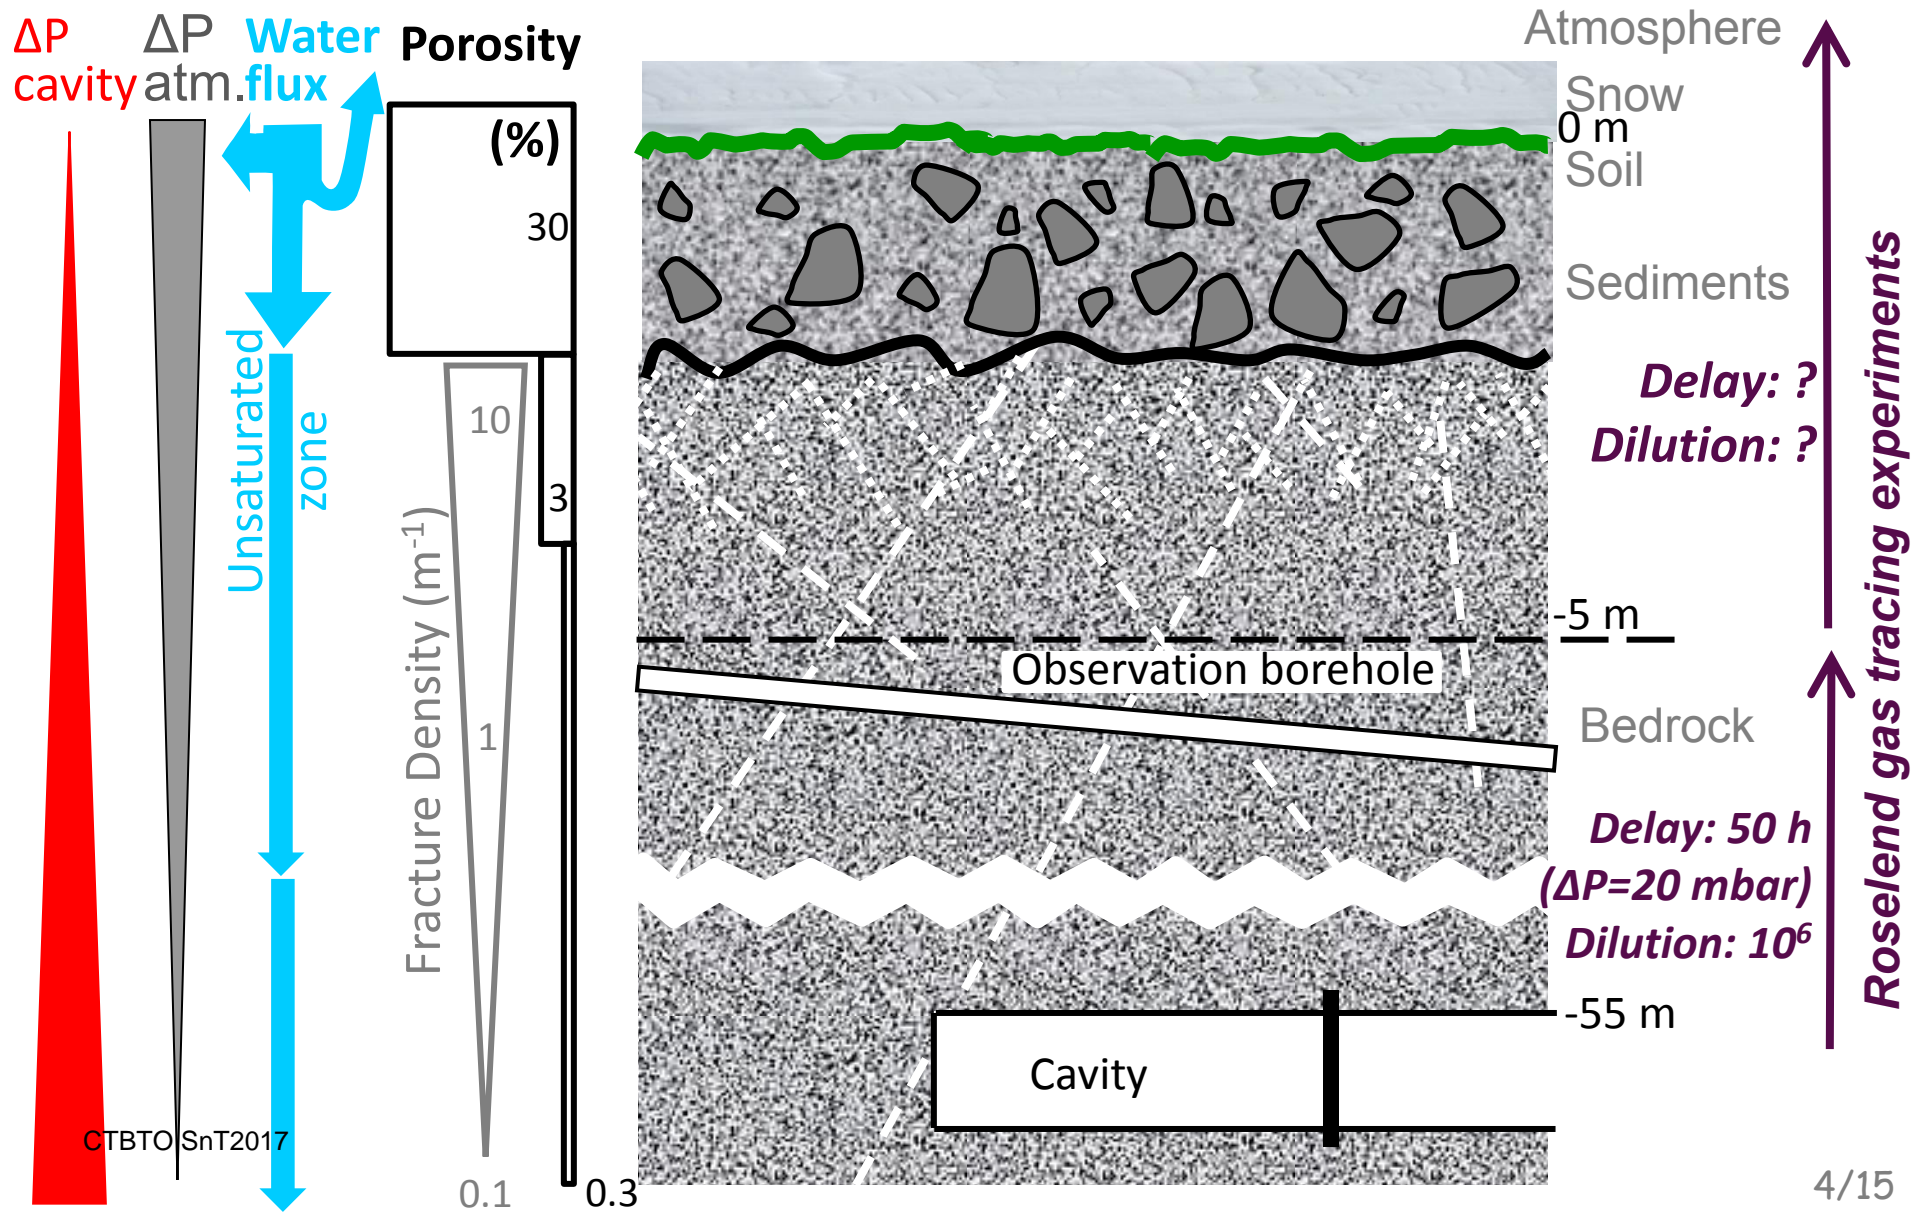 ΔP
cavity
ΔP
atm.
Water
flux
Porosity
(%)
30
10
3
1
0.1
0.3
Unsaturated
zone
Fracture Density (m⁻¹)
CTBTO SnT2017
Atmosphere
Snow
0 m
Soil
Sediments
Delay: ?
Dilution: ?
-5 m
Observation borehole
Bedrock
Delay: 50 h
(ΔP=20 mbar)
Dilution: 10⁶
-55 m
Cavity
Roselend gas tracing experiments
4/15